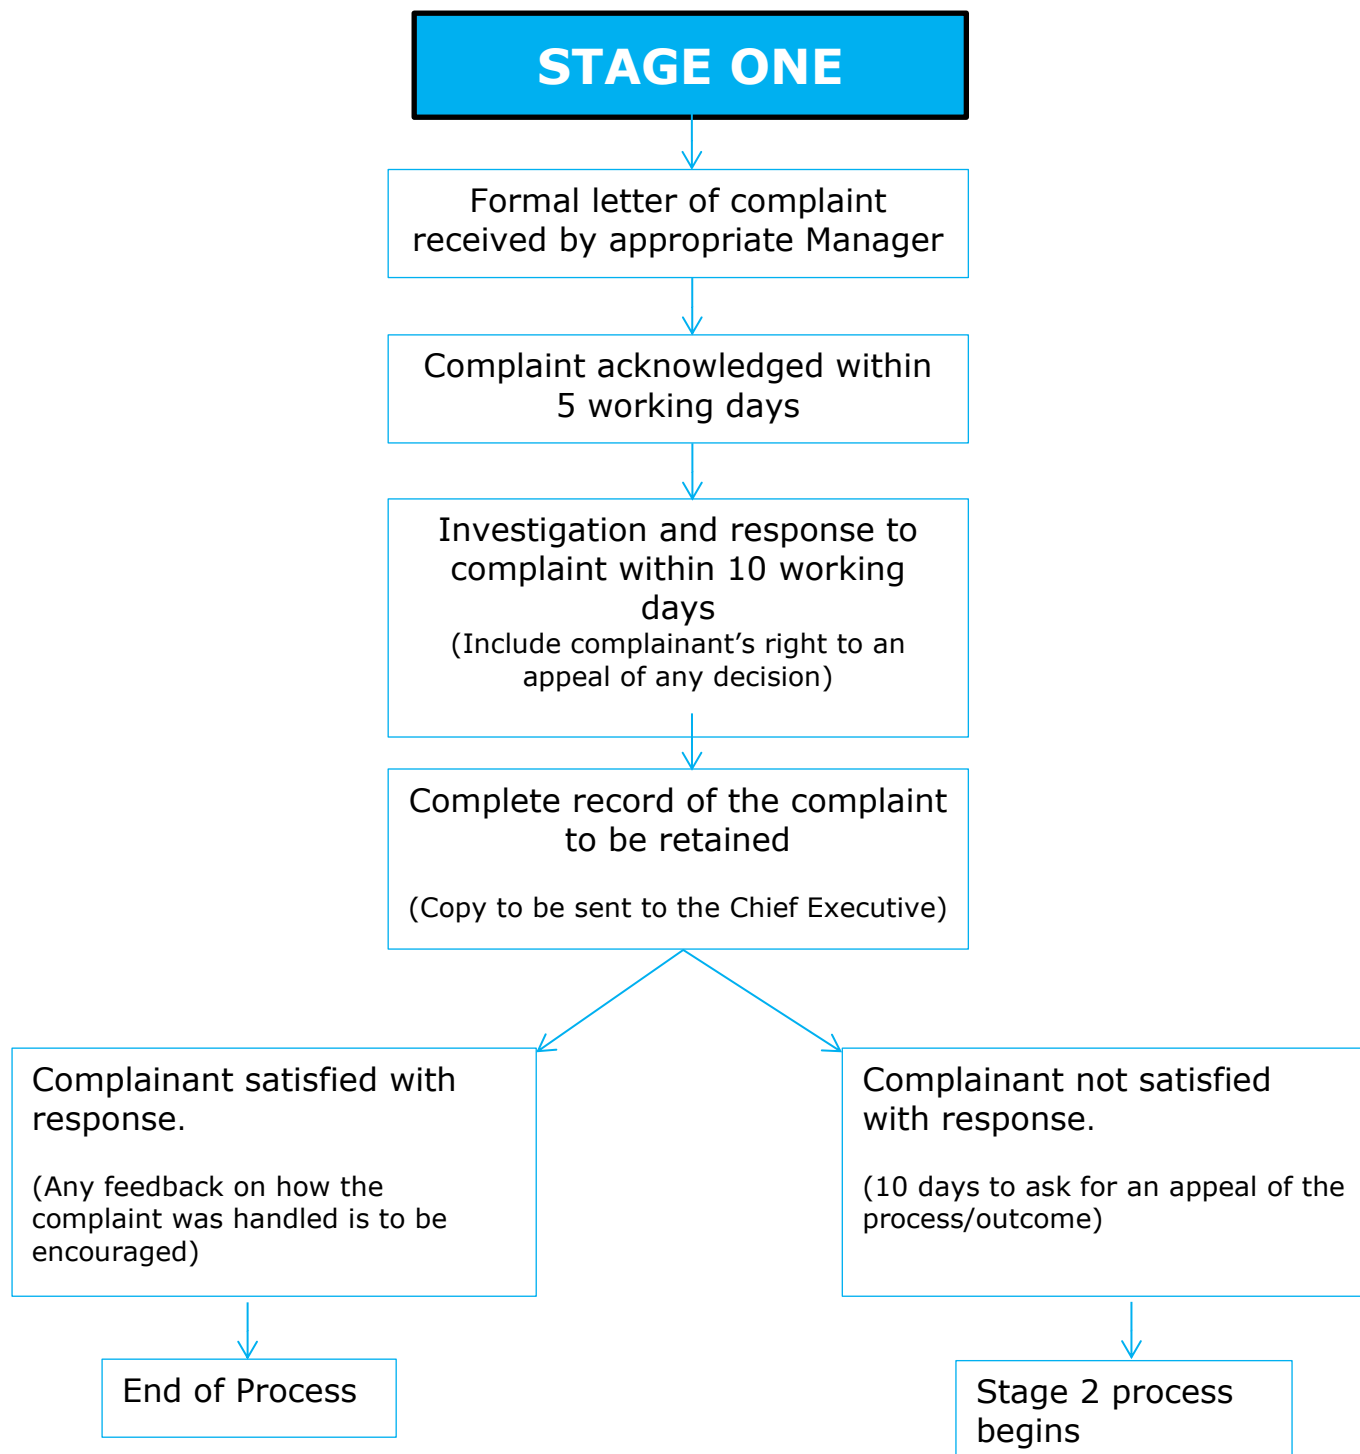 STAGE ONE
Formal letter of complaint
received by appropriate Manager
Complaint acknowledged within
5 working days
Investigation and response to
complaint within 10 working
days
(Include complainant’s right to an
appeal of any decision)
Complete record of the complaint
to be retained
(Copy to be sent to the Chief Executive)
Complainant satisfied with
response.
(Any feedback on how the
complaint was handled is to be
encouraged)
End of Process
Complainant not satisfied
with response.
(10 days to ask for an appeal of the
process/outcome)
Stage 2 process
begins